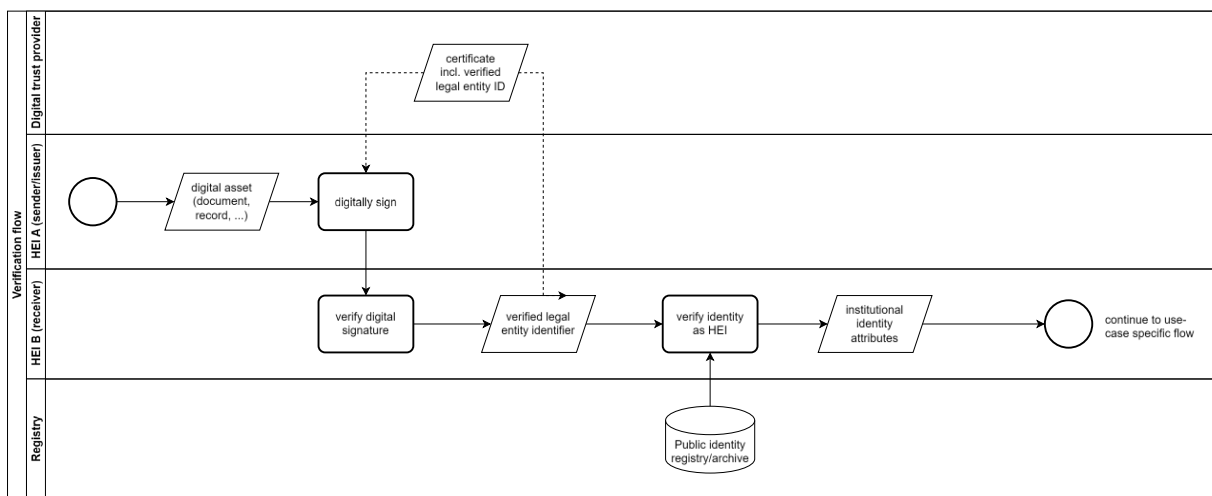 Verification flow
Digital trust provider
certificate
incl. verified
legal entity ID
HEI A (sender/issuer)
digital asset
(document,
record, ...)
digitally sign
HEI B (receiver)
verify digital
signature
verified legal
entity identifier
verify identity
as HEI
institutional
identity
attributes
continue to use-
case specific flow
Registry
Public identity
registry/archive